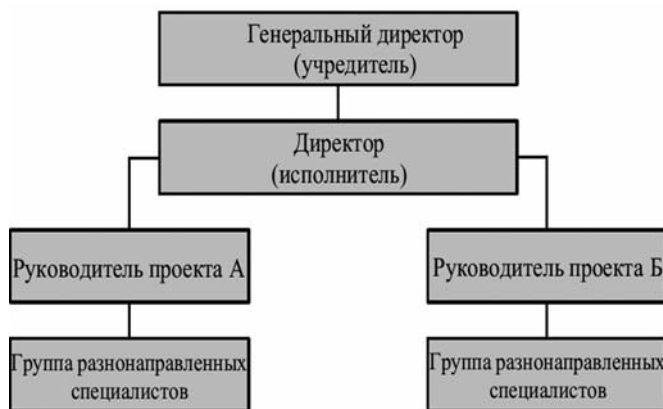 Генеральный директор
(учредитель)
Директор
(исполнитель)
Руководитель проекта А
Руководитель проекта Б
Группа разнонаправленных
специалистов
Группа разнонаправленных
специалистов